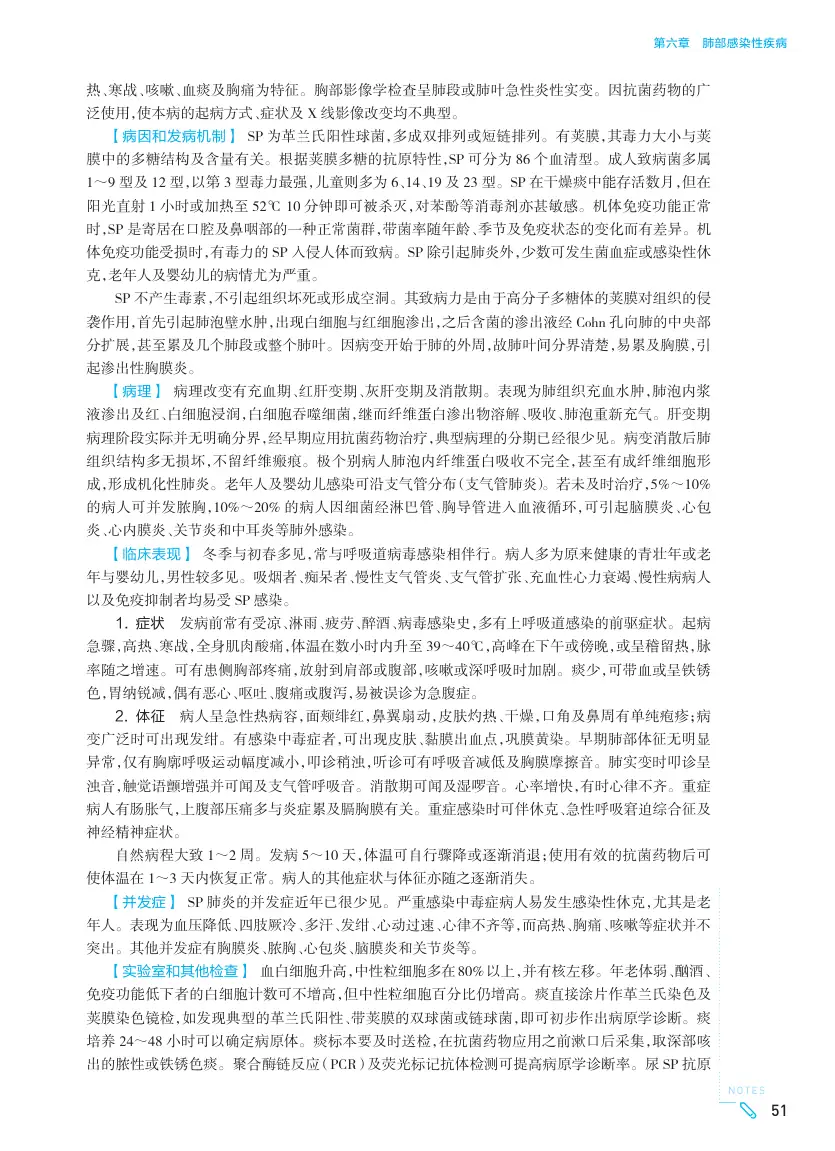 第六章 肺部感染性疾病
热、寒战、咳嗽、血痰及胸痛为特征。胸部影像学检查呈肺段或肺叶急性炎性实变。因抗菌药物的广
泛使用,使本病的起病方式、症状及 X 线影像改变均不典型。
【病因和发病机制】 SP 为革兰氏阳性球菌,多成双排列或短链排列。有荚膜,其毒力大小与荚
膜中的多糖结构及含量有关。根据荚膜多糖的抗原特性,SP 可分为 86 个血清型。成人致病菌多属
1～9 型及 12 型,以第 3 型毒力最强,儿童则多为 6、14、19 及 23 型。SP 在干燥痰中能存活数月,但在
阳光直射 1 小时或加热至 52℃ 10 分钟即可被杀灭,对苯酚等消毒剂亦甚敏感。机体免疫功能正常
时,SP 是寄居在口腔及鼻咽部的一种正常菌群,带菌率随年龄、季节及免疫状态的变化而有差异。机
体免疫功能受损时,有毒力的 SP 入侵人体而致病。SP 除引起肺炎外,少数可发生菌血症或感染性休
克,老年人及婴幼儿的病情尤为严重。
SP 不产生毒素,不引起组织坏死或形成空洞。其致病力是由于高分子多糖体的荚膜对组织的侵
袭作用,首先引起肺泡壁水肿,出现白细胞与红细胞渗出,之后含菌的渗出液经 Cohn 孔向肺的中央部
分扩展,甚至累及几个肺段或整个肺叶。因病变开始于肺的外周,故肺叶间分界清楚,易累及胸膜,引
起渗出性胸膜炎。
【病理】 病理改变有充血期、红肝变期、灰肝变期及消散期。表现为肺组织充血水肿,肺泡内浆
液渗出及红、白细胞浸润,白细胞吞噬细菌,继而纤维蛋白渗出物溶解、吸收、肺泡重新充气。肝变期
病理阶段实际并无明确分界,经早期应用抗菌药物治疗,典型病理的分期已经很少见。病变消散后肺
组织结构多无损坏,不留纤维瘢痕。极个别病人肺泡内纤维蛋白吸收不完全,甚至有成纤维细胞形
成,形成机化性肺炎。老年人及婴幼儿感染可沿支气管分布(支气管肺炎)。若未及时治疗,5%～10%
的病人可并发脓胸,10%～20% 的病人因细菌经淋巴管、胸导管进入血液循环,可引起脑膜炎、心包
炎、心内膜炎、关节炎和中耳炎等肺外感染。
【临床表现】 冬季与初春多见,常与呼吸道病毒感染相伴行。病人多为原来健康的青壮年或老
年与婴幼儿,男性较多见。吸烟者、痴呆者、慢性支气管炎、支气管扩张、充血性心力衰竭、慢性病病人
以及免疫抑制者均易受 SP 感染。
1. 症状 发病前常有受凉、淋雨、疲劳、醉酒、病毒感染史,多有上呼吸道感染的前驱症状。起病
急骤,高热、寒战,全身肌肉酸痛,体温在数小时内升至 39～40℃,高峰在下午或傍晚,或呈稽留热,脉
率随之增速。可有患侧胸部疼痛,放射到肩部或腹部,咳嗽或深呼吸时加剧。痰少,可带血或呈铁锈
色,胃纳锐减,偶有恶心、呕吐、腹痛或腹泻,易被误诊为急腹症。
2. 体征 病人呈急性热病容,面颊绯红,鼻翼扇动,皮肤灼热、干燥,口角及鼻周有单纯疱疹;病
变广泛时可出现发绀。有感染中毒症者,可出现皮肤、黏膜出血点,巩膜黄染。早期肺部体征无明显
异常,仅有胸廓呼吸运动幅度减小,叩诊稍浊,听诊可有呼吸音减低及胸膜摩擦音。肺实变时叩诊呈
浊音,触觉语颤增强并可闻及支气管呼吸音。消散期可闻及湿啰音。心率增快,有时心律不齐。重症
病人有肠胀气,上腹部压痛多与炎症累及膈胸膜有关。重症感染时可伴休克、急性呼吸窘迫综合征及
神经精神症状。
自然病程大致 1～2 周。发病 5～10 天,体温可自行骤降或逐渐消退;使用有效的抗菌药物后可
使体温在 1～3 天内恢复正常。病人的其他症状与体征亦随之逐渐消失。
【并发症】 SP 肺炎的并发症近年已很少见。严重感染中毒症病人易发生感染性休克,尤其是老
年人。表现为血压降低、四肢厥冷、多汗、发绀、心动过速、心律不齐等,而高热、胸痛、咳嗽等症状并不
突出。其他并发症有胸膜炎、脓胸、心包炎、脑膜炎和关节炎等。
【实验室和其他检查】 血白细胞升高,中性粒细胞多在80%以上,并有核左移。年老体弱、酗酒、
免疫功能低下者的白细胞计数可不增高,但中性粒细胞百分比仍增高。痰直接涂片作革兰氏染色及
荚膜染色镜检,如发现典型的革兰氏阳性、带荚膜的双球菌或链球菌,即可初步作出病原学诊断。痰
培养 24～48 小时可以确定病原体。痰标本要及时送检,在抗菌药物应用之前漱口后采集,取深部咳
出的脓性或铁锈色痰。聚合酶链反应(PCR)及荧光标记抗体检测可提高病原学诊断率。尿 SP 抗原
NOTES
51